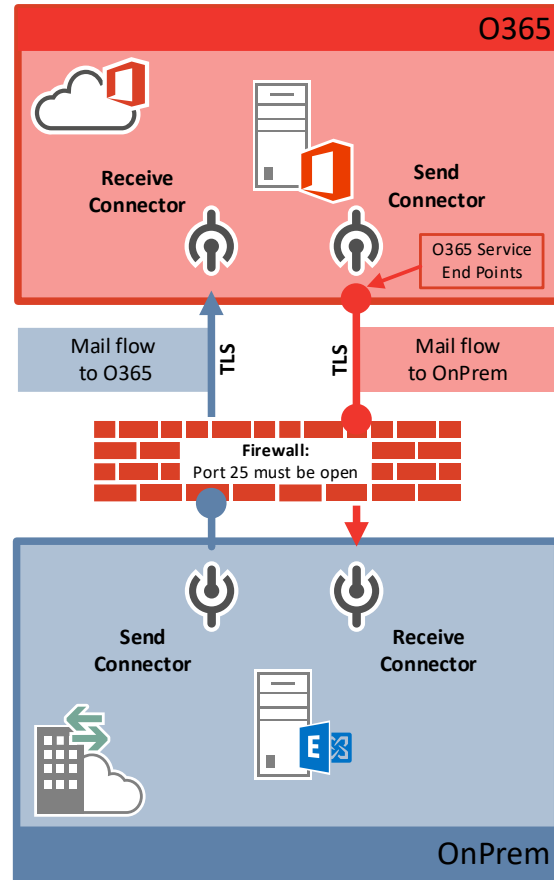 O365
Receive
Connector
Send
Connector
O365 Service
End Points
Mail flow
to O365
TLS
TLS
Mail flow
to OnPrem
Firewall:
Port 25 must be open
Send
Connector
Receive
Connector
E
OnPrem